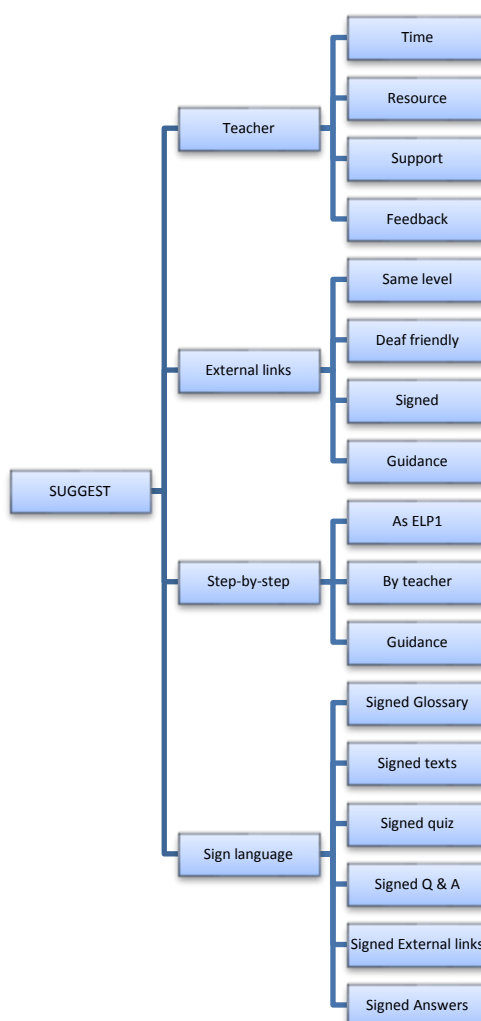 SUGGEST
Teacher
Time
Resource
Support
Feedback
External links
Same level
Deaf friendly
Signed
Guidance
Step-by-step
As ELP1
By teacher
Guidance
Sign language
Signed Glossary
Signed texts
Signed quiz
Signed Q & A
Signed External links
Signed Answers